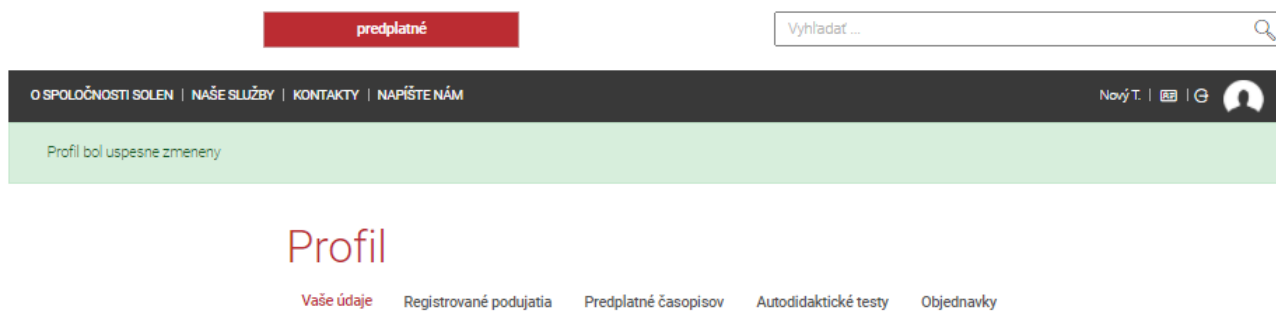 predplatné
Vyhľadať ...
O SPOLOČNOSTI SOLEN | NAŠE SLUŽBY | KONTAKTY | NAPÍŠTE NÁM
Nový T. | |
Profil bol uspesne zmeneny
Profil
Vaše údaje Registrované podujatia Predplatné časopisov Autodidaktické testy Objednavky